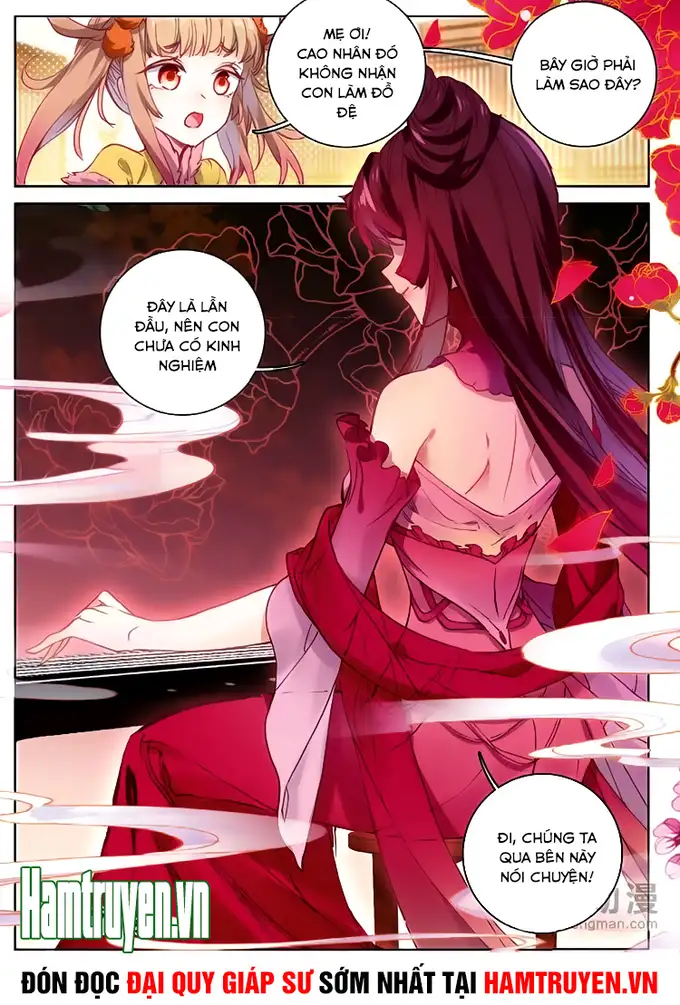 MẸ ƠI!
CAO NHÂN ĐÓ
KHÔNG NHẬN
CON LÀM ĐỒ
ĐỆ
BÂY GIỜ PHẢI
LÀM SAO ĐÂY?
ĐÂY LÀ LẦN
ĐẦU, NÊN CON
CHƯA CÓ KINH
NGHIỆM
ĐI, CHÚNG TA
QUA BÊN NÀY
NÓI CHUYỆN!
Hamtruyen.vn
动漫
ĐÓN ĐỌC ĐẠI QUY GIÁP SƯ SỚM NHẤT TẠI HAMTRUYEN.VN